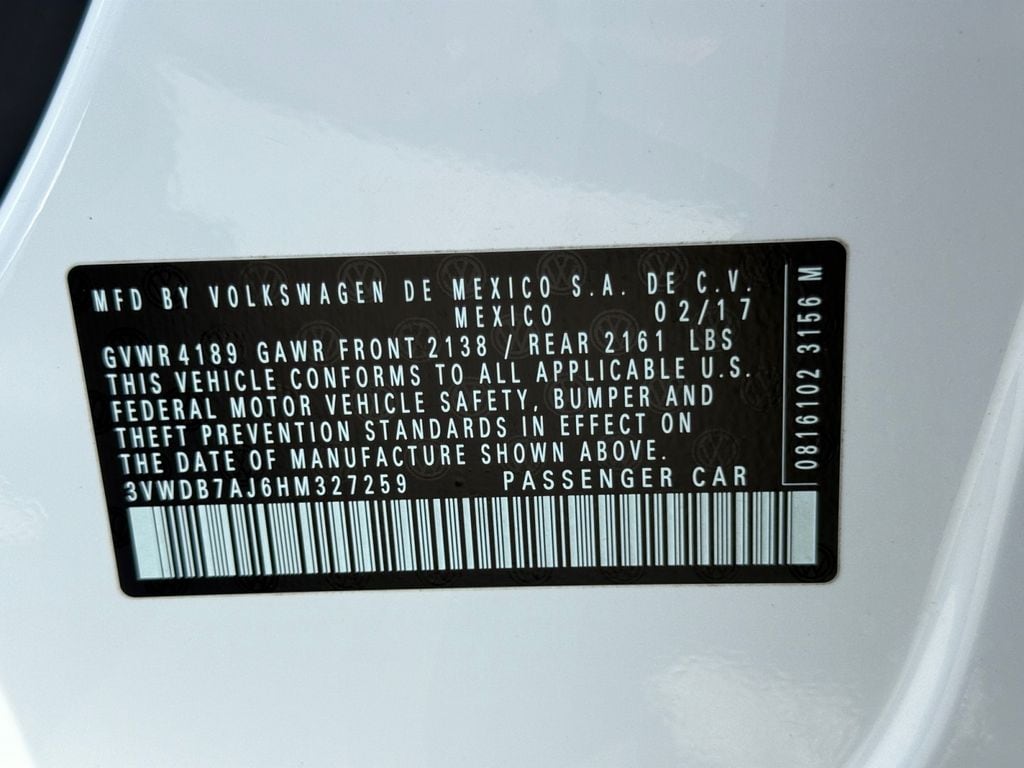 MFD BY VOLKSWAGEN DE MEXICO S.A. DE C.V.
MEXICO 02/17
GVWR 4189 GAWR FRONT 2138 / REAR 2161 LBS
THIS VEHICLE CONFORMS TO ALL APPLICABLE U.S.
FEDERAL MOTOR VEHICLE SAFETY, BUMPER AND
THEFT PREVENTION STANDARDS IN EFFECT ON
THE DATE OF MANUFACTURE SHOWN ABOVE.
3VWDB7AJ6HM327259 PASSENGER CAR
0816102 3156 M